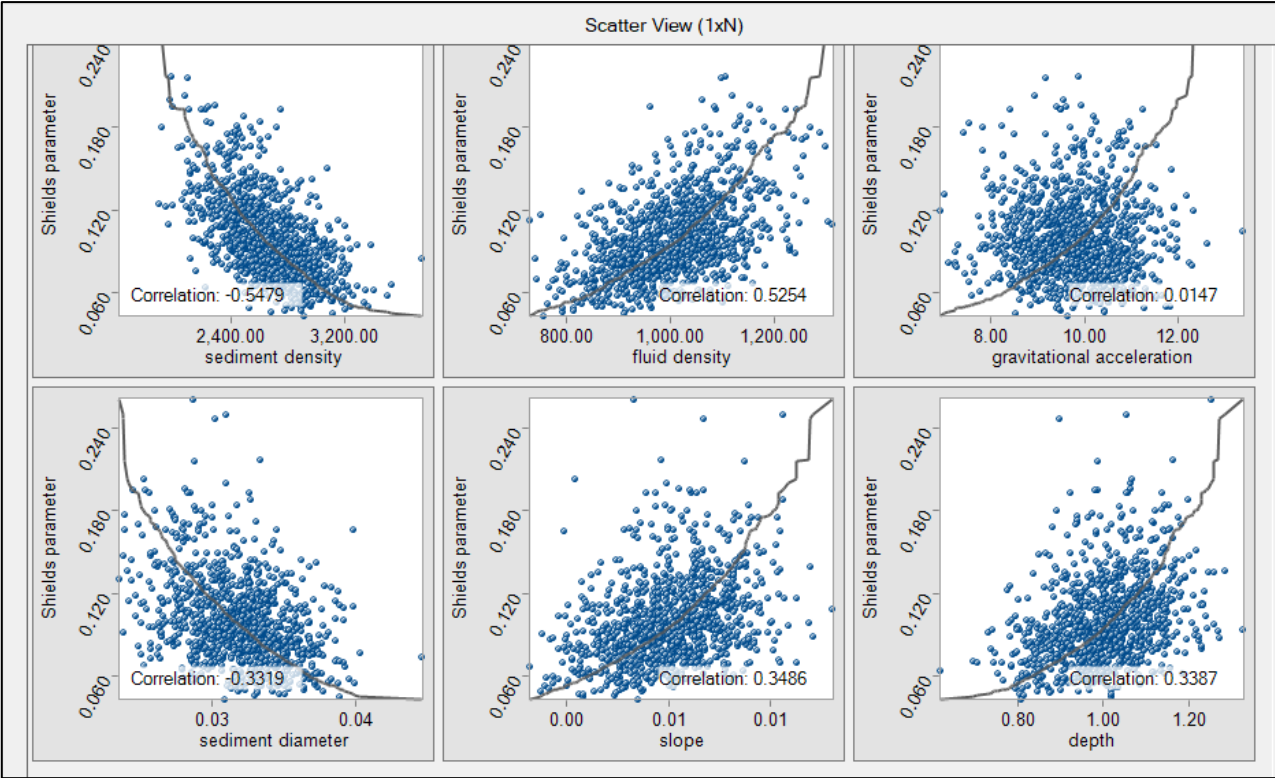 Scatter View (1xN)
0.240
0.180
0.120
0.060
Shields parameter
Correlation: -0.5479
2,400.00 3,200.00
sediment density
0.240
0.180
0.120
0.060
Shields parameter
Correlation: 0.5254
800.00 1,000.00 1,200.00
fluid density
0.240
0.180
0.120
0.060
Shields parameter
Correlation: 0.0147
8.00 10.00 12.00
gravitational acceleration
0.240
0.180
0.120
0.060
Shields parameter
Correlation: -0.3319
0.03 0.04
sediment diameter
0.240
0.180
0.120
0.060
Shields parameter
Correlation: 0.3486
0.00 0.01 0.01
slope
0.240
0.180
0.120
0.060
Shields parameter
Correlation: 0.3387
0.80 1.00 1.20
depth